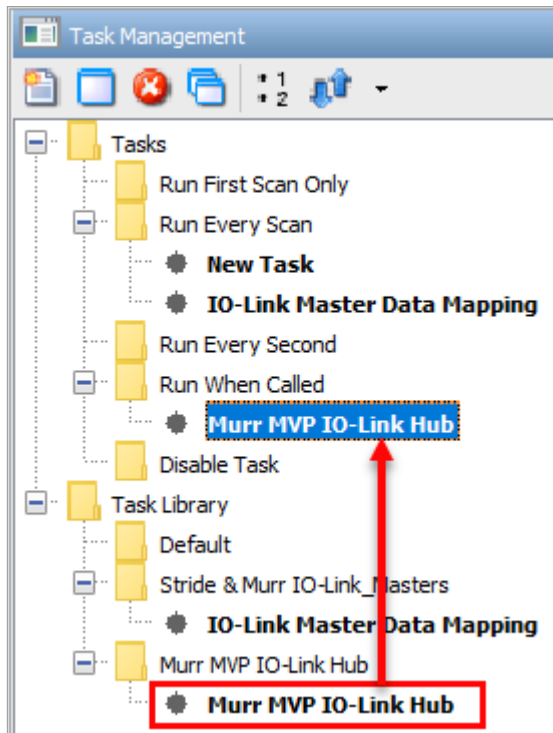 Task Management
1
2
Tasks
Run First Scan Only
Run Every Scan
New Task
IO-Link Master Data Mapping
Run Every Second
Run When Called
Murr MVP IO-Link Hub
Disable Task
Task Library
Default
Stride & Murr IO-Link_Masters
IO-Link Master Data Mapping
Murr MVP IO-Link Hub
Murr MVP IO-Link Hub